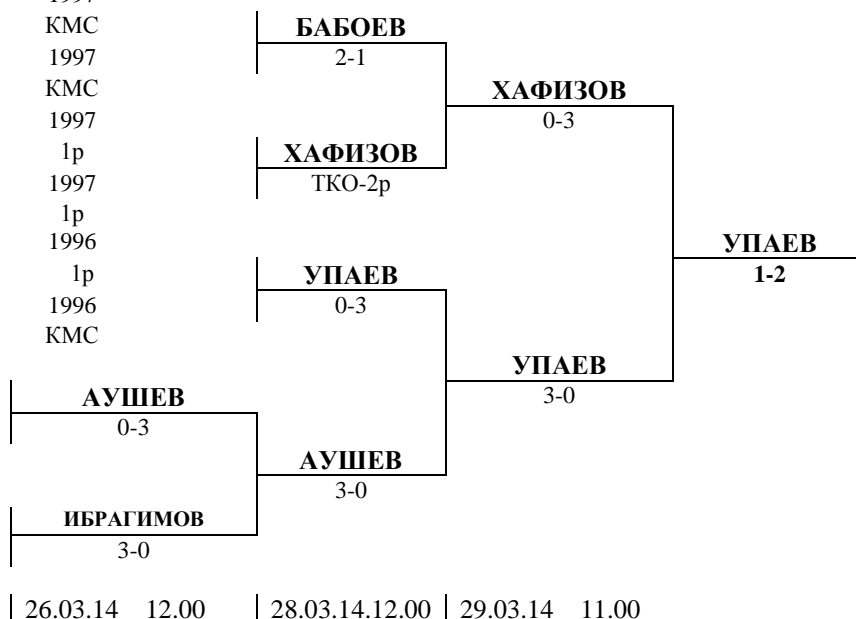 1997
КМС
БАБОЕВ
1997
2-1
КМС
ХАФИЗОВ
1997
0-3
1р
ХАФИЗОВ
1997
ТКО-2р
1р
1996
УПАЕВ
1р
УПАЕВ
1-2
1996
0-3
КМС
УПАЕВ
АУШЕВ
3-0
0-3
АУШЕВ
3-0
ИБРАГИМОВ
3-0
26.03.14 12.00
28.03.14.12.00
29.03.14 11.00